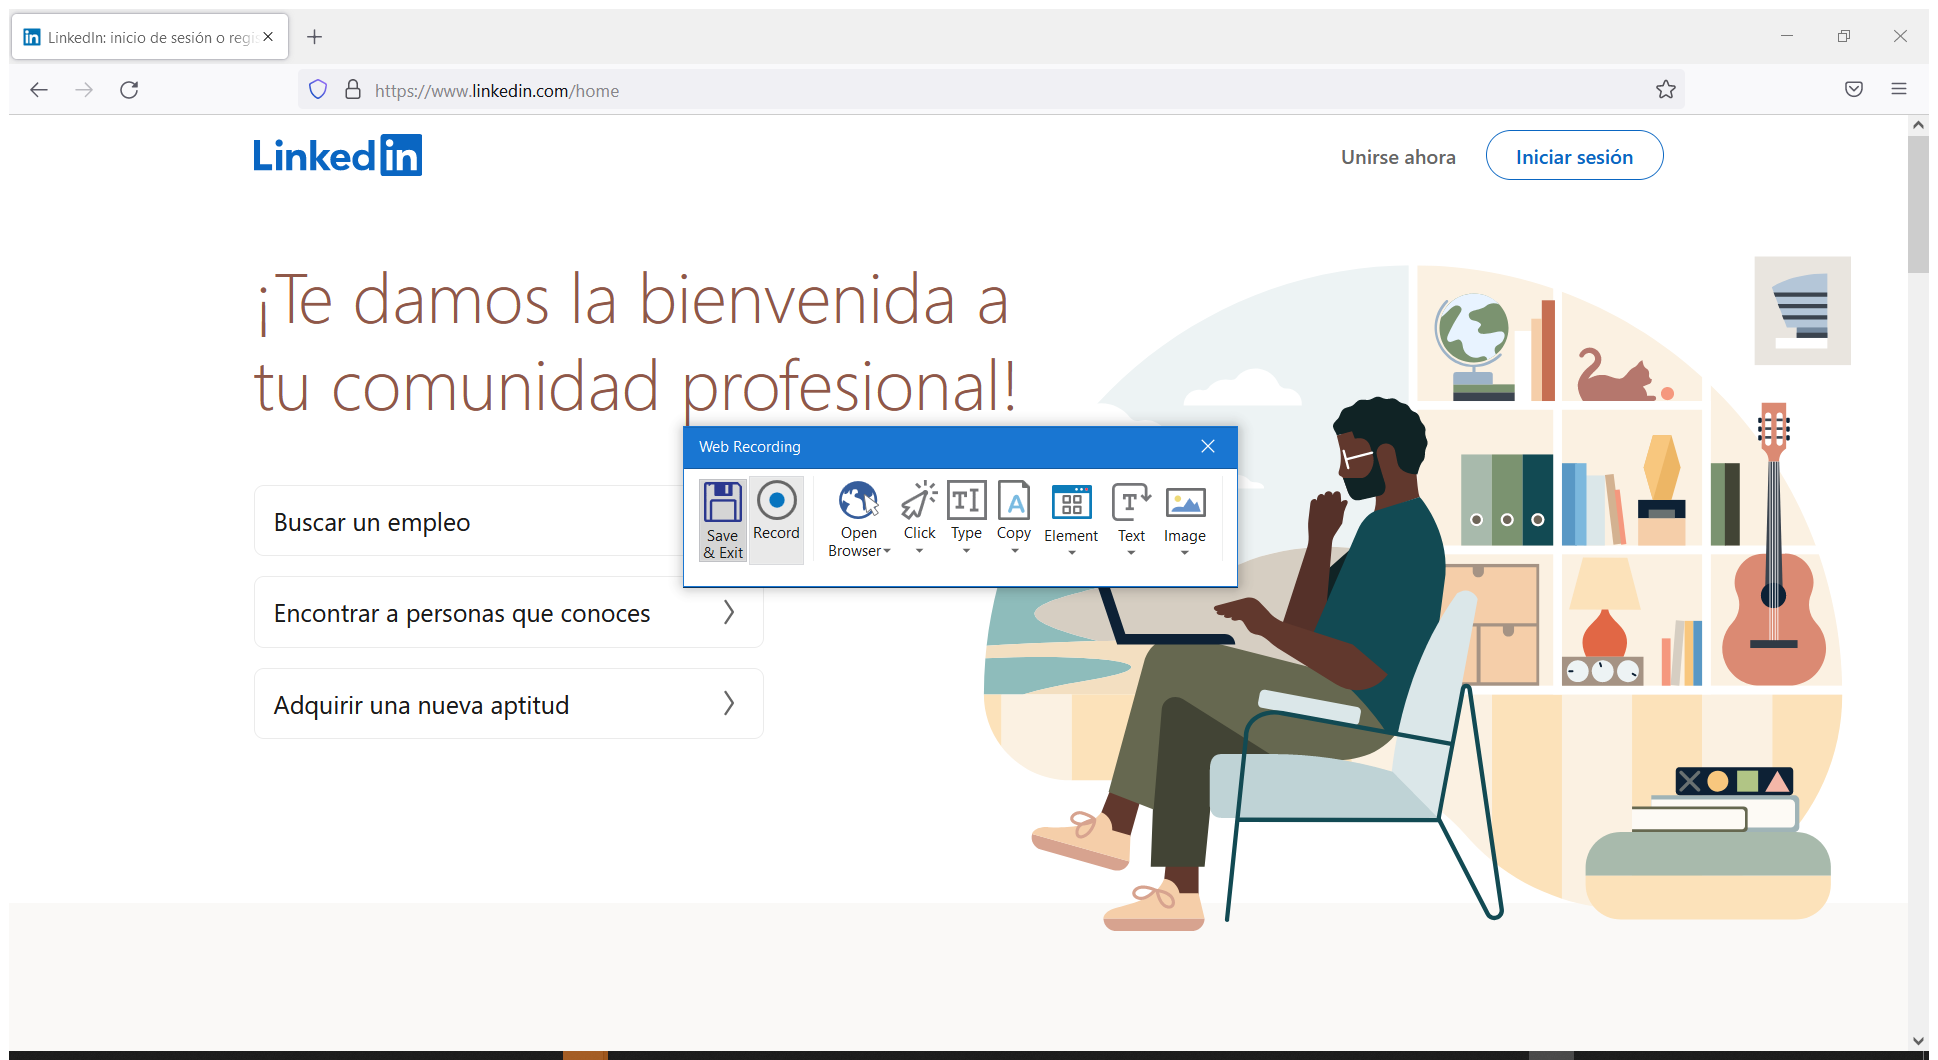 LinkedIn: inicio de sesión o regis
https://www.linkedin.com/home
Linkedin
Unirse ahora
Iniciar sesión
¡Te damos la bienvenida a
tu comunidad profesional!
Web Recording
Save
& Exit
Record
Open
Browser
Click
Type
Copy
Element
Text
Image
Buscar un empleo
Encontrar a personas que conoces
Adquirir una nueva aptitud